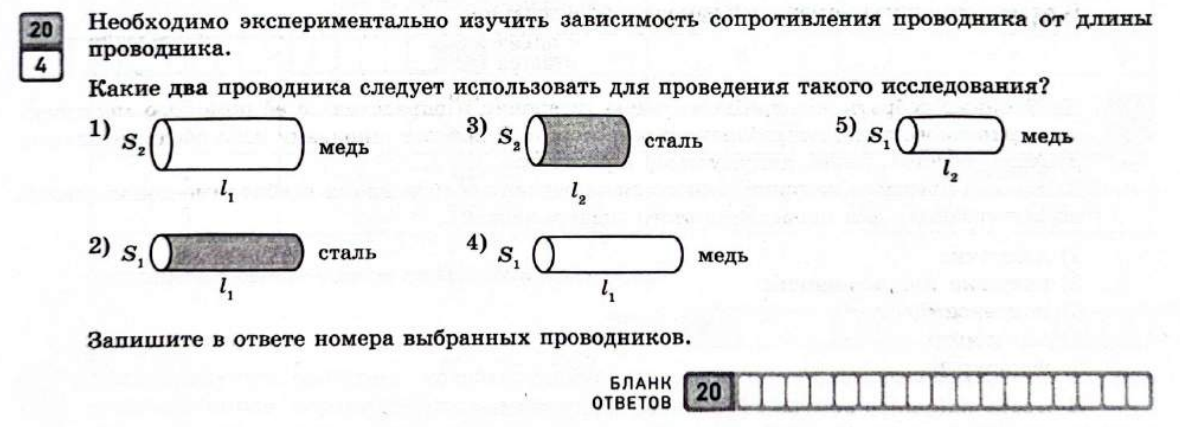 20
4
Необходимо экспериментально изучить зависимость сопротивления проводника от длины
проводника.
Какие два проводника следует использовать для проведения такого исследования?
1) S₂ медь
l₁
3) S₂ сталь
l₂
5) S₁ медь
l₂
2) S₁ сталь
l₁
4) S₁ медь
l₁
Запишите в ответе номера выбранных проводников.
БЛАНК
ОТВЕТОВ 20